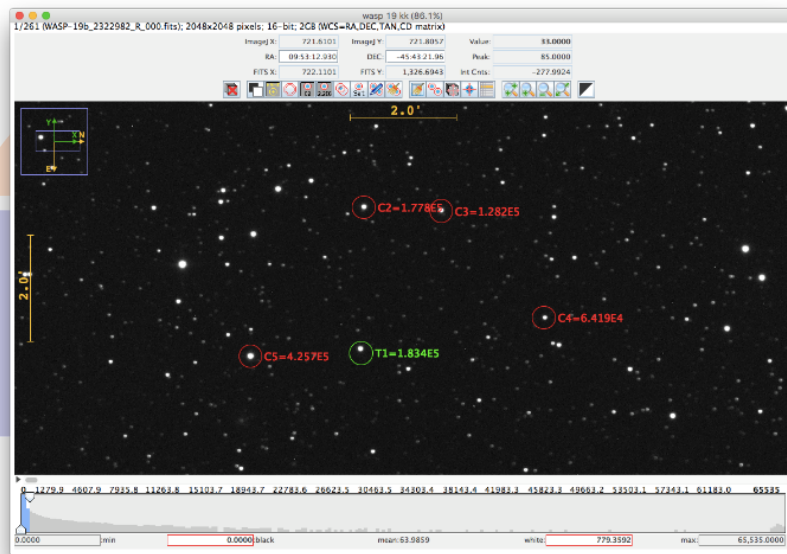 wasp 19 kk (86.1%)
1/261 (WASP-19b_2322982_R_000.fits); 2048x2048 pixels; 16-bit; 2GB (WCS=RA,DEC,TAN,CD matrix)
ImageJ X: 721.6101 ImageJ Y: 721.8057 Value: 33.0000
RA: 09:53:12.930 DEC: -45:43:21.96 Peak: 85.0000
FITS X: 722.1101 FITS Y: 1,326.6943 Int Cnts: -277.9924
2.0'
Y
X N
E
C2=1.778E5
C3=1.282E5
2.0'
C4=6.419E4
C5=4.257E5
T1=1.834E5
0 1279.9 4607.9 7935.8 11263.8 15103.7 18943.7 22783.6 26623.5 30463.5 34303.4 38143.4 41983.3 45823.3 49663.2 53503.1 57343.1 61183.0 65535
0.0000 :min 0.0000 :black mean: 63.9859 white: 779.3592 max: 65,535.0000